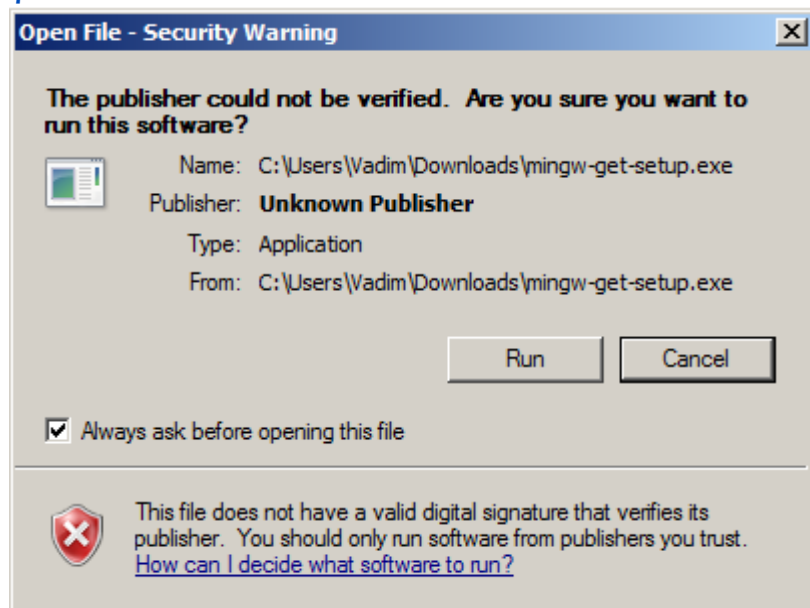 Open File - Security Warning
The publisher could not be verified.  Are you sure you want to
run this software?
Name: C:\Users\Vadim\Downloads\mingw-get-setup.exe
Publisher: Unknown Publisher
Type: Application
From: C:\Users\Vadim\Downloads\mingw-get-setup.exe
Run Cancel
Always ask before opening this file
This file does not have a valid digital signature that verifies its
publisher.  You should only run software from publishers you trust.
How can I decide what software to run?